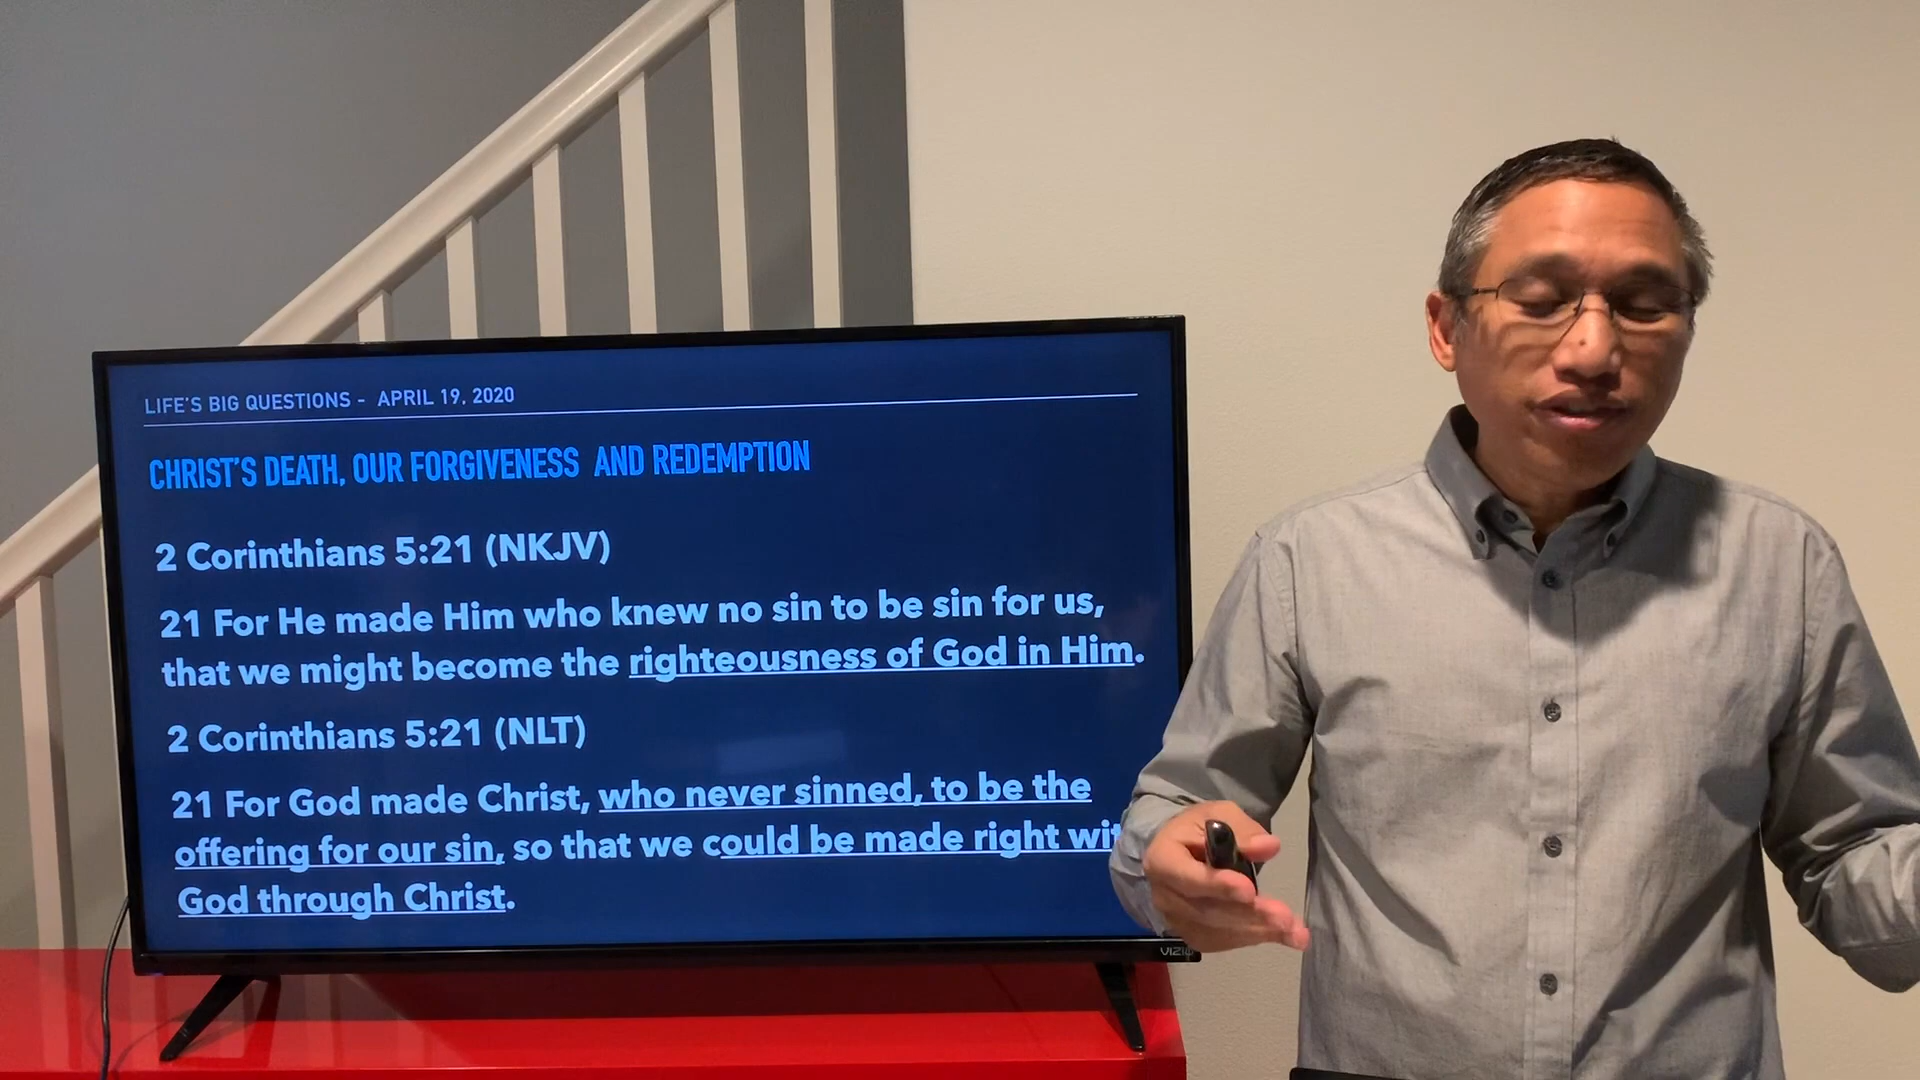 LIFE'S BIG QUESTIONS - APRIL 19, 2020
CHRIST'S DEATH, OUR FORGIVENESS AND REDEMPTION
2 Corinthians 5:21 (NKJV)
21 For He made Him who knew no sin to be sin for us,
that we might become the righteousness of God in Him.
2 Corinthians 5:21 (NLT)
21 For God made Christ, who never sinned, to be the
offering for our sin, so that we could be made right wit
God through Christ.
VIZIO